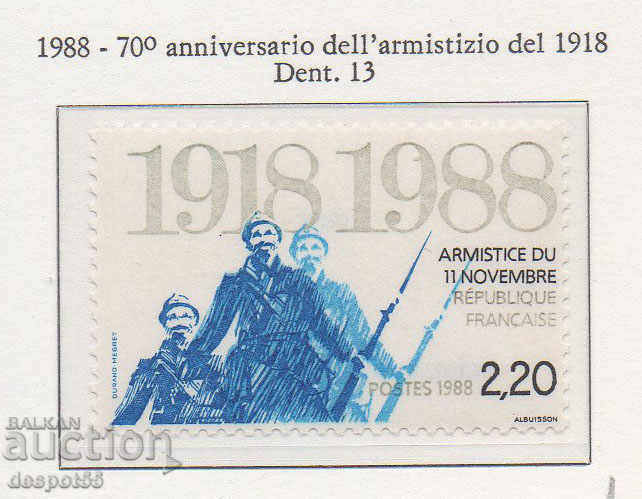 1988 - 70º anniversario dell'armistizio del 1918
Dent. 13
1918 1988
ARMISTICE DU
11 NOVEMBRE
RÉPUBLIQUE
FRANÇAISE
POSTES 1988 2,20
DURAND-MEGRET
ALBUISSON
BALKAN
auction
despot55